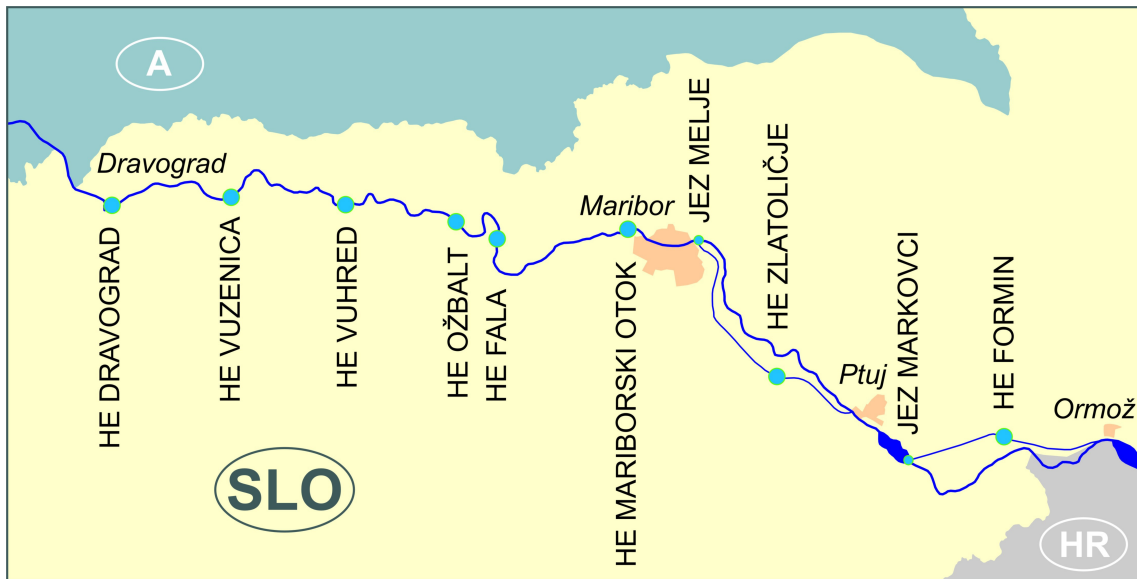 A
Dravograd
HE DRAVOGRAD
HE VUZENICA
HE VUHRED
HE OŽBALT
HE FALA
Maribor
HE MARIBORSKI OTOK
JEZ MELJE
HE ZLATOLIČJE
Ptuj
JEZ MARKOVCI
HE FORMIN
Ormož
SLO
HR